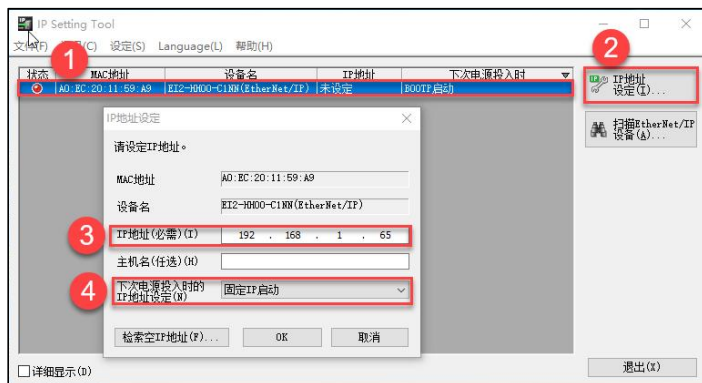 IP Setting Tool
设定(S) Language(L) 帮助(H)
1
2
状态 MAC地址 设备名 IP地址 下次电源投入时
A0:EC:20:11:59:A9 EI2-HH00-C1NN(EtherNet/IP) 未设定 BOOTP启动
IP地址
设定(I)...
扫描EtherNet/IP
设备(A)...
IP地址设定
请设定IP地址。
MAC地址 A0:EC:20:11:59:A9
设备名 EI2-HH00-C1NN(EtherNet/IP)
3 IP地址(必需)(I) 192 . 168 . 1 . 65
主机名(任选)(H)
4 下次电源投入时的
IP地址设定(N) 固定IP启动
检索空IP地址(F)... OK 取消
详细显示(D) 退出(X)